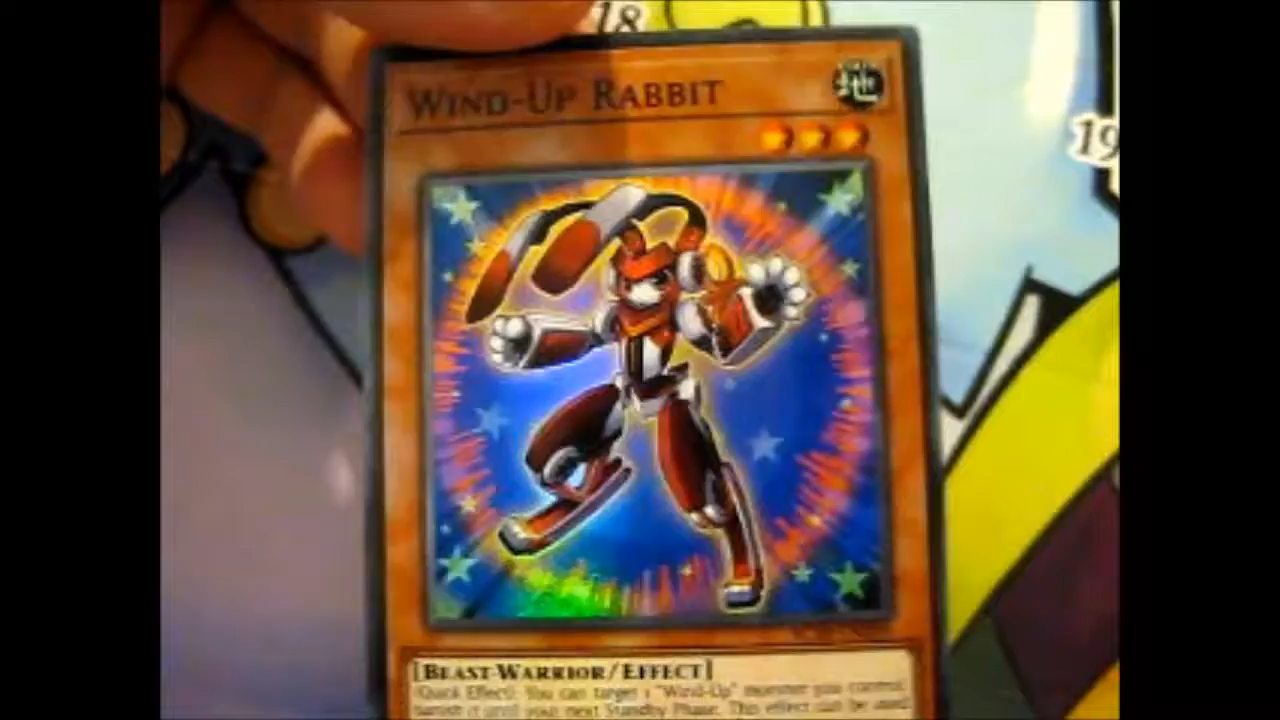 18
WIND-UP RABBIT
地
19
[BEAST-WARRIOR/EFFECT]
(Quick Effect): You can target 1 "Wind-Up" monster you control;
banish it until your next Standby Phase. This effect can be used